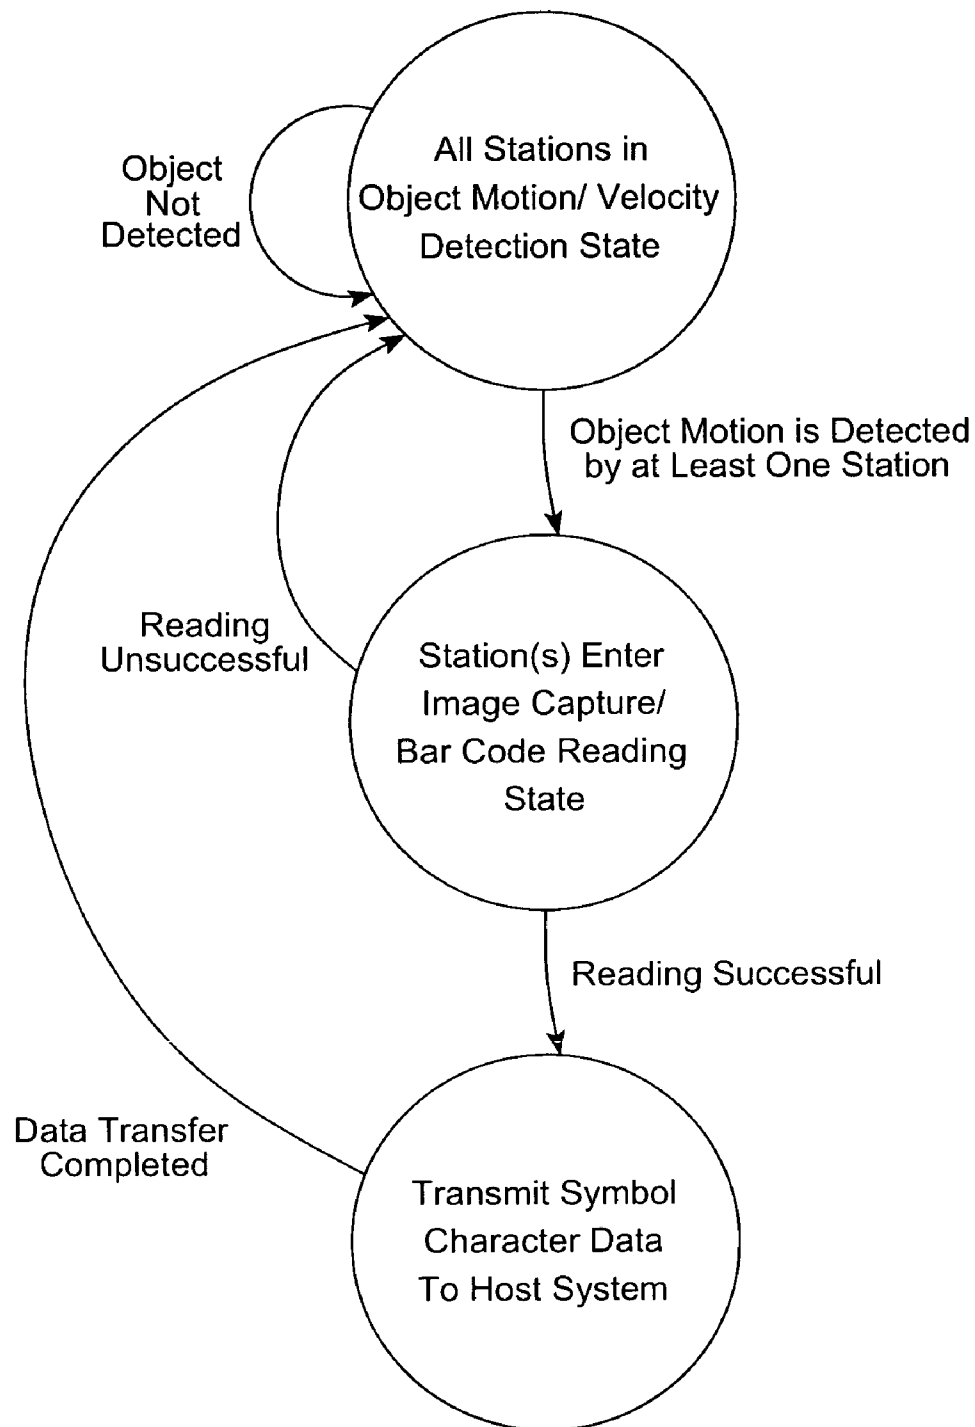 All Stations in
Object Motion/ Velocity
Detection State
Object
Not
Detected
Object Motion is Detected
by at Least One Station
Reading
Unsuccessful
Station(s) Enter
Image Capture/
Bar Code Reading
State
Reading Successful
Data Transfer
Completed
Transmit Symbol
Character Data
To Host System